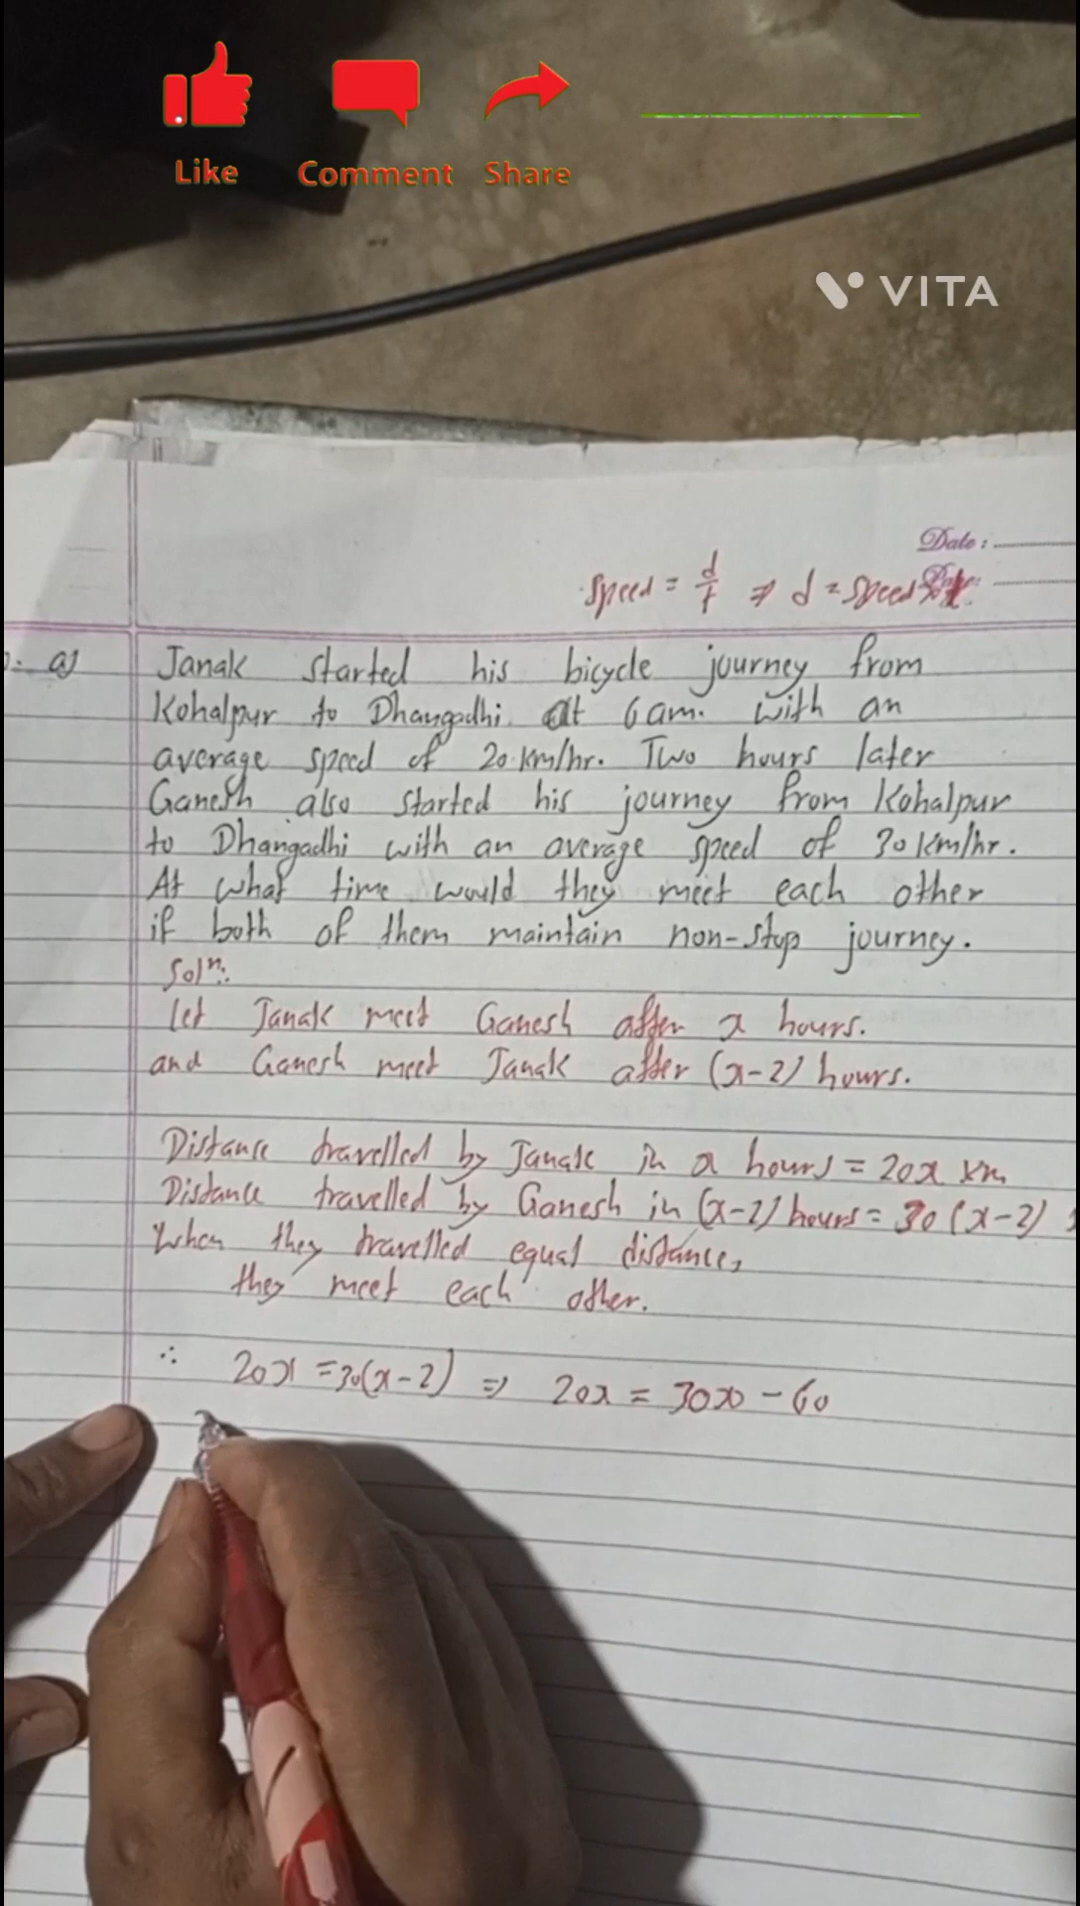 Like Comment Share
VITA
Date:
speed = d/t ⇒ d = speed × t
a) Janak started his bicycle journey from
Kohalpur to Dhangadhi at 6 am. with an
average speed of 20 km/hr. Two hours later
Ganesh also started his journey from Kohalpur
to Dhangadhi with an average speed of 30 km/hr.
At what time would they meet each other
if both of them maintain non-stop journey.
Solⁿ:
let Janak meet Ganesh after x hours.
and Ganesh meet Janak after (x-2) hours.
Distance travelled by Janak in x hours = 20x km
Distance travelled by Ganesh in (x-2) hours = 30(x-2)
When they travelled equal distance,
they meet each other.
∴ 20x = 30(x-2) ⇒ 20x = 30x - 60